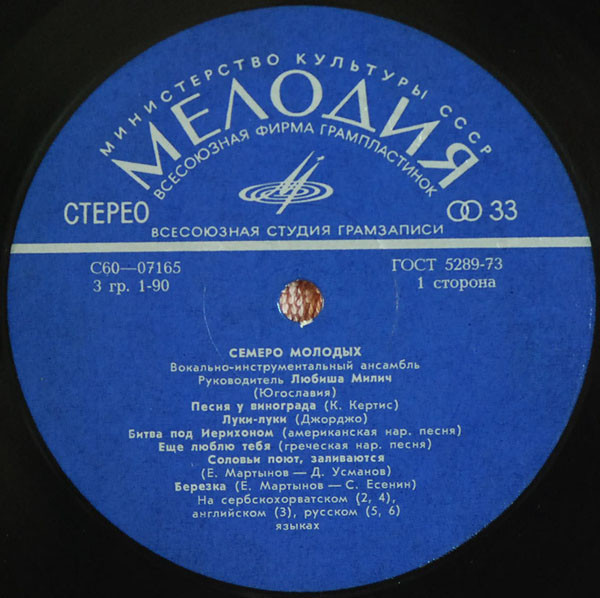 МИНИСТЕРСТВО КУЛЬТУРЫ СССР
МЕЛОДИЯ
ВСЕСОЮЗНАЯ ФИРМА ГРАМПЛАСТИНОК
СТЕРЕО
33
ВСЕСОЮЗНАЯ СТУДИЯ ГРАМЗАПИСИ
С60—07165
ГОСТ 5289-73
3 гр. 1-90
1 сторона
СЕМЕРО МОЛОДЫХ
Вокально-инструментальный ансамбль
Руководитель Любиша Милич
(Югославия)
Песня у винограда (К. Кертис)
Луки-луки (Джорджо)
Битва под Иерихоном (американская нар. песня)
Еще люблю тебя (греческая нар. песня)
Соловьи поют, заливаются
(Е. Мартынов — Д. Усманов)
Березка (Е. Мартынов — С. Есенин)
На сербскохорватском (2, 4),
английском (3), русском (5, 6)
языках